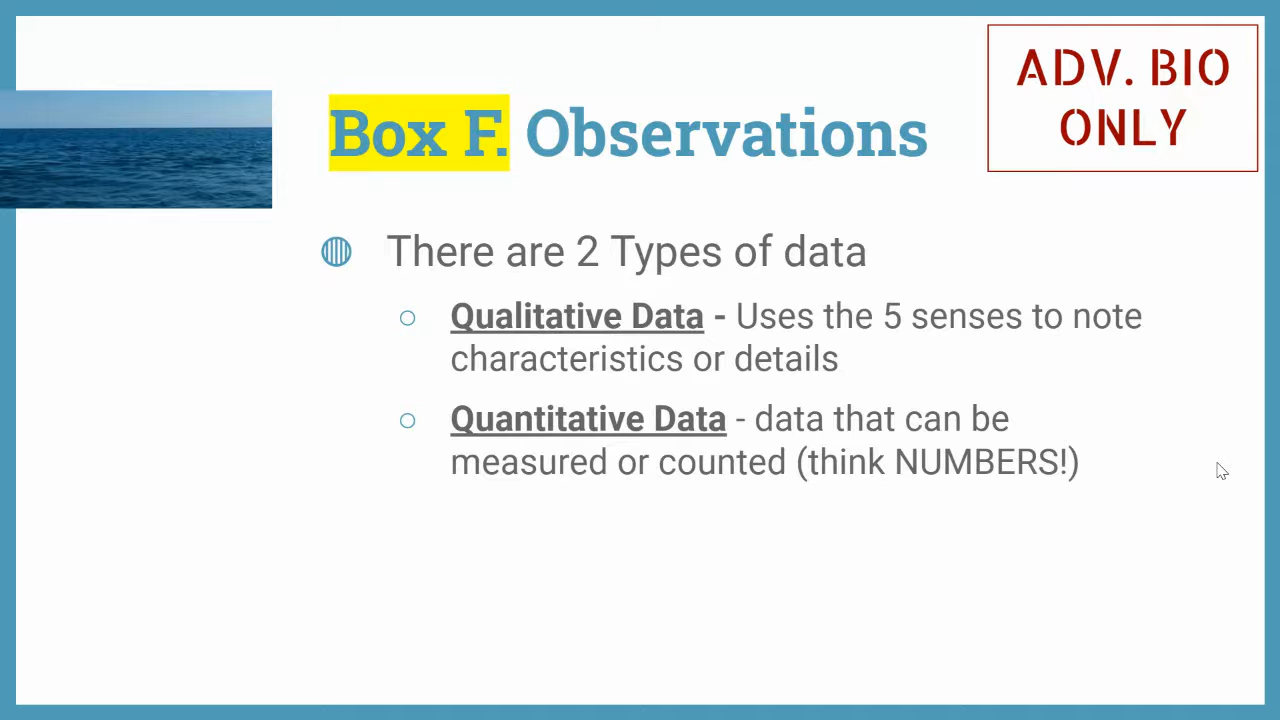 ADV. BIO
ONLY
Box F. Observations
There are 2 Types of data
Qualitative Data - Uses the 5 senses to note
characteristics or details
Quantitative Data - data that can be
measured or counted (think NUMBERS!)